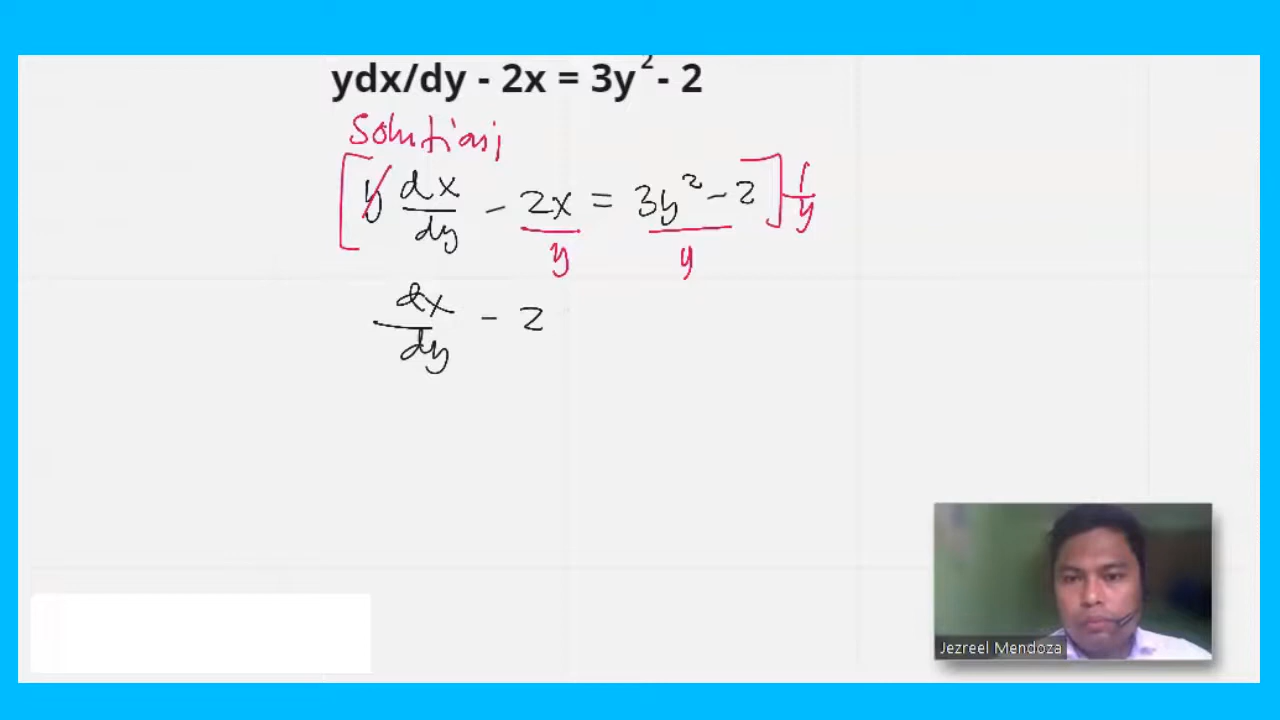 ydx/dy - 2x = 3y² - 2
Solution;
[y dx/dy - 2x/y = 3y² - 2/y] 1/y
dx/dy - 2
Jezreel Mendoza